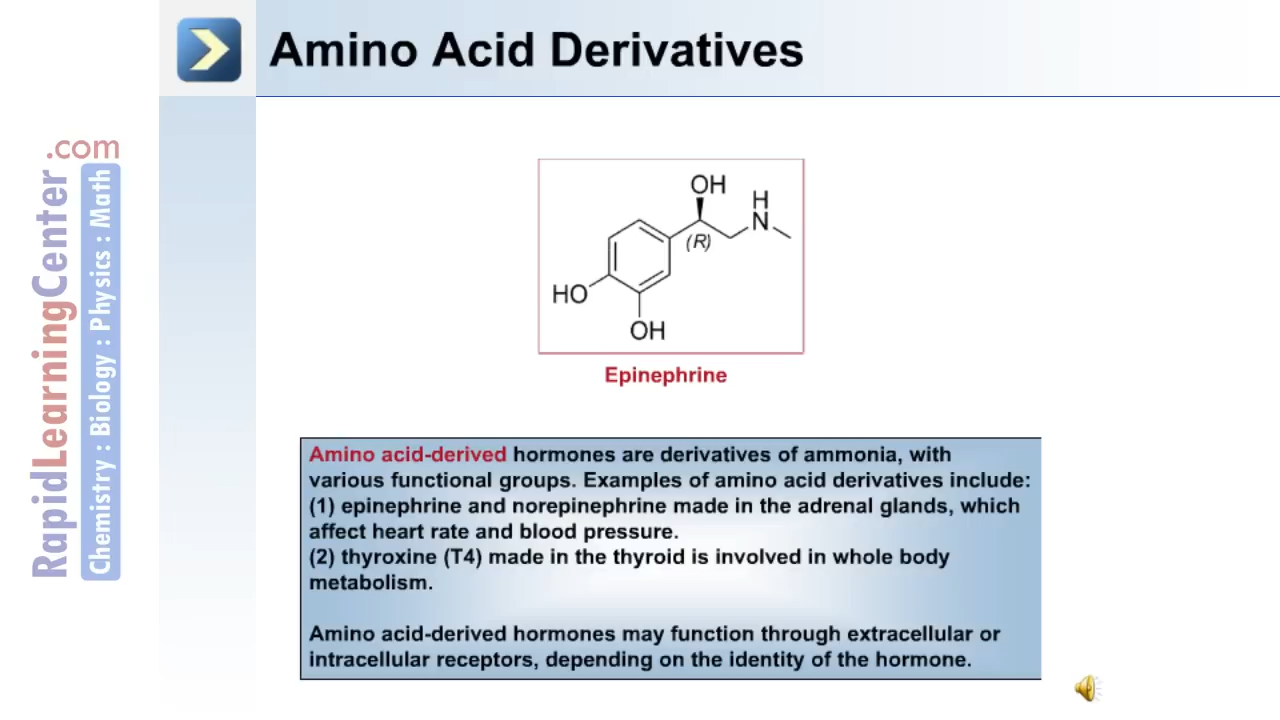 Amino Acid Derivatives
RapidLearningCenter.com
Chemistry : Biology : Physics : Math
OH
H
N
(R)
HO
OH
Epinephrine
Amino acid-derived hormones are derivatives of ammonia, with
various functional groups. Examples of amino acid derivatives include:
(1) epinephrine and norepinephrine made in the adrenal glands, which
affect heart rate and blood pressure.
(2) thyroxine (T4) made in the thyroid is involved in whole body
metabolism.
Amino acid-derived hormones may function through extracellular or
intracellular receptors, depending on the identity of the hormone.